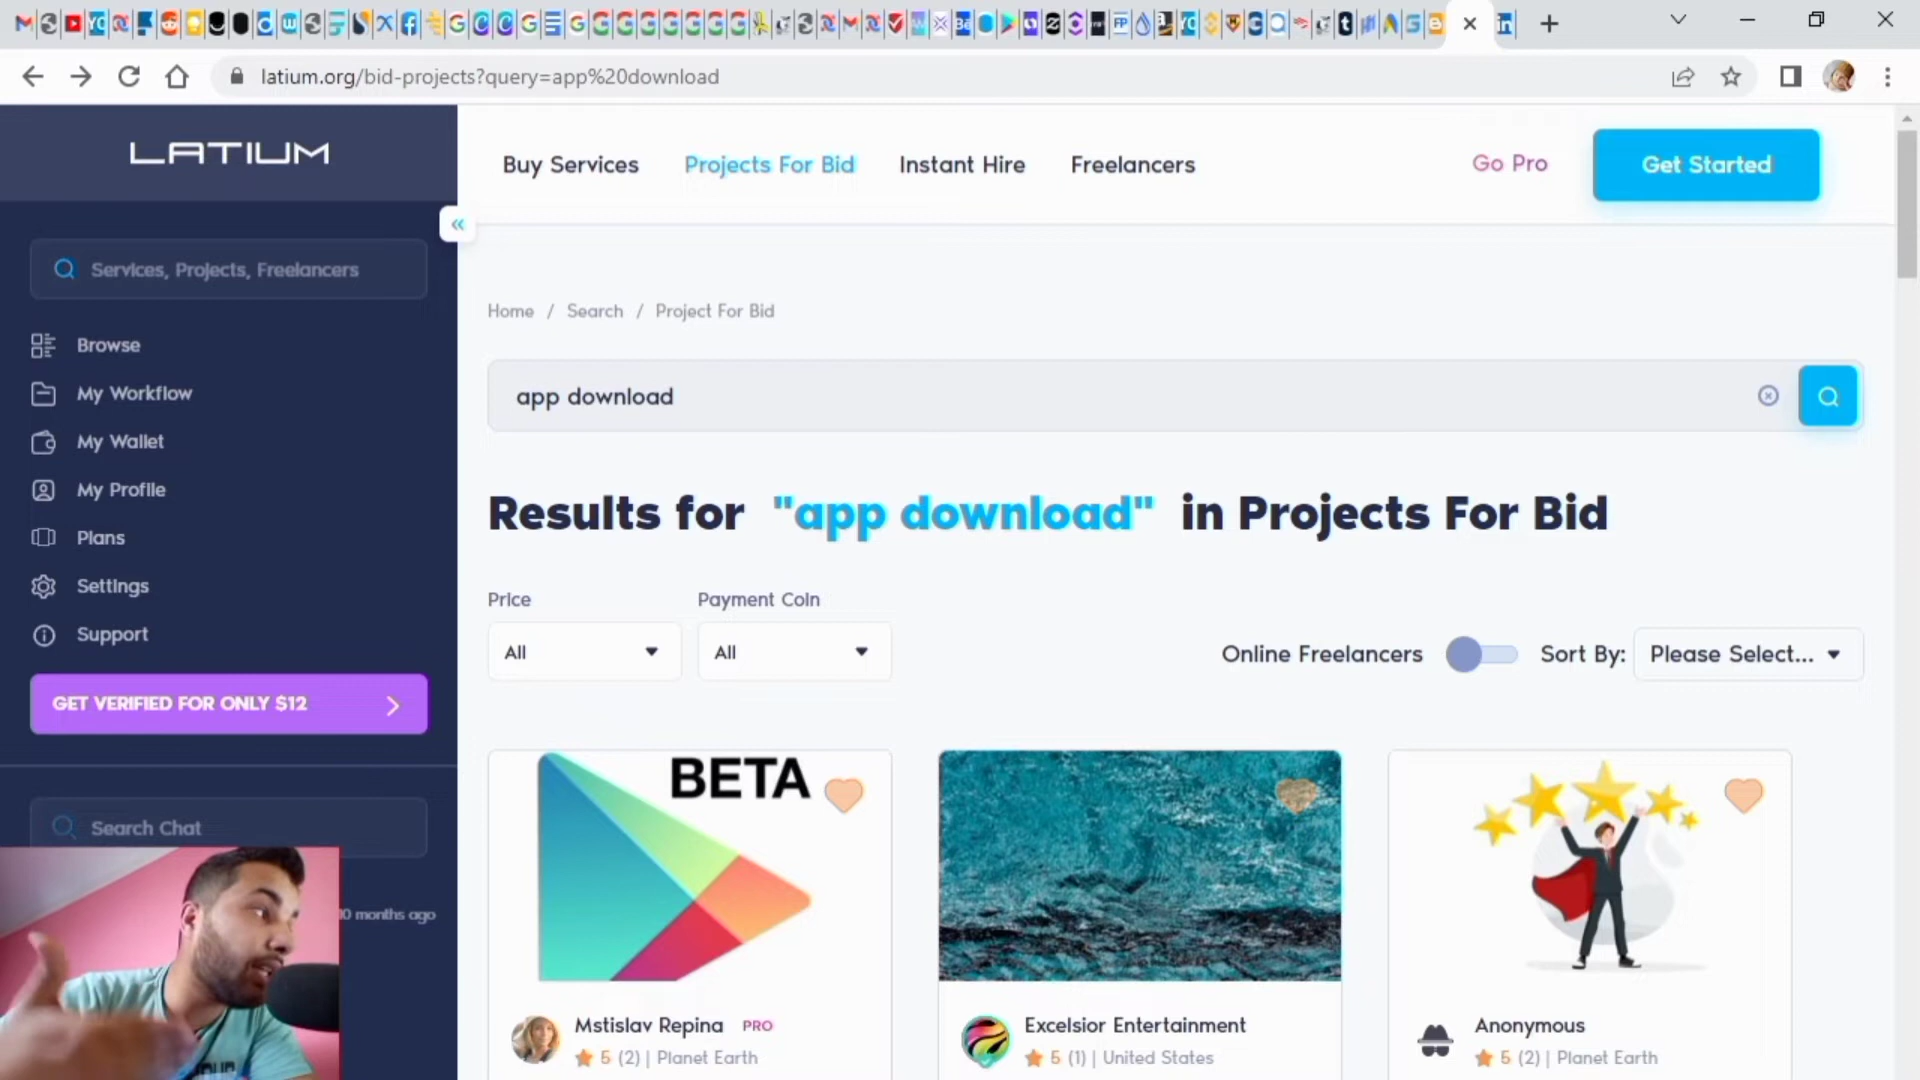 latium.org/bid-projects?query=app%20download
LATIUM
Buy Services
Projects For Bid
Instant Hire
Freelancers
Go Pro
Get Started
Services, Projects, Freelancers
Browse
My Workflow
My Wallet
My Profile
Plans
Settings
Support
GET VERIFIED FOR ONLY $12
Search Chat
10 months ago
Home / Search / Project For Bid
app download
Results for "app download" in Projects For Bid
Price
Payment Coin
All
All
Online Freelancers
Sort By:
Please Select...
BETA
Mstislav Repina PRO
5 (2) | Planet Earth
Excelsior Entertainment
5 (1) | United States
Anonymous
5 (2) | Planet Earth